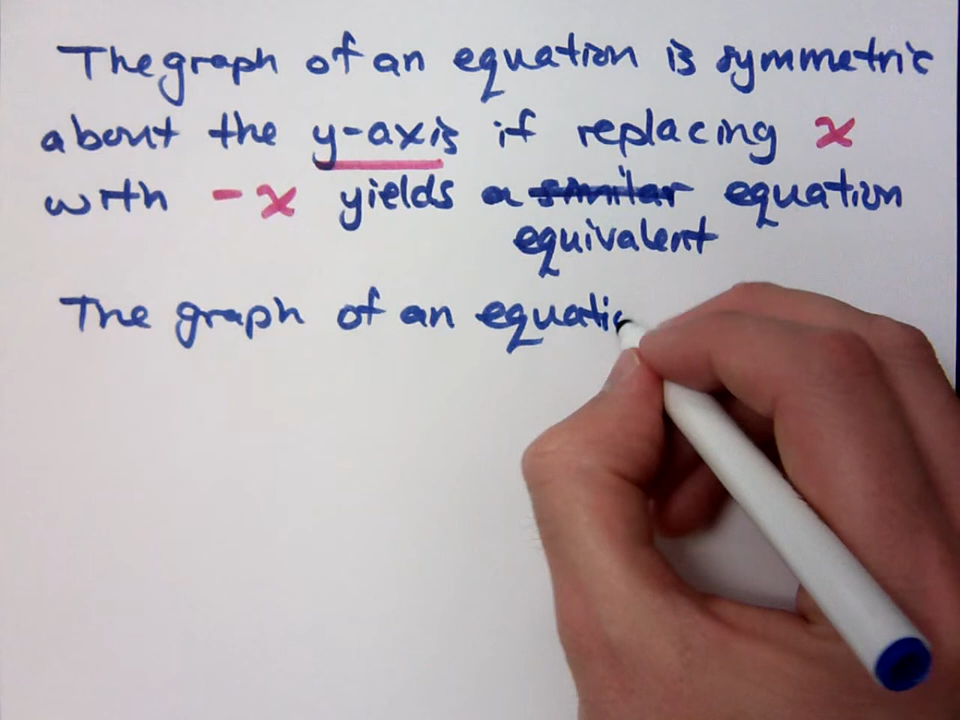 The graph of an equation is symmetric
about the y-axis if replacing x
with -x yields a similar equation
equivalent
The graph of an equatio